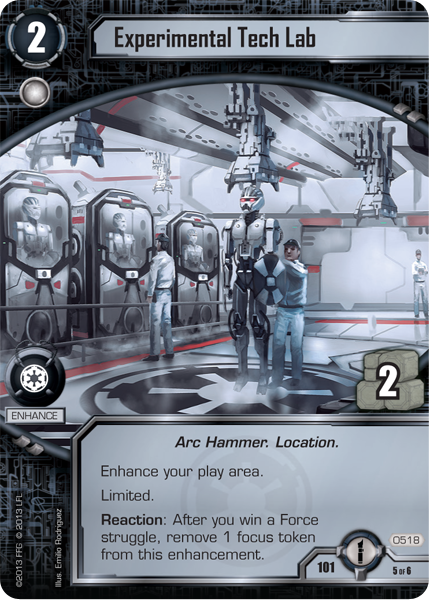 2
Experimental Tech Lab
2
ENHANCE
Arc Hammer. Location.
Enhance your play area.
Limited.
Reaction: After you win a Force
struggle, remove 1 focus token
from this enhancement.
0518
101
5 of 6
Illus. Emilio Rodriguez
©2013 FFG ©2013 LFL